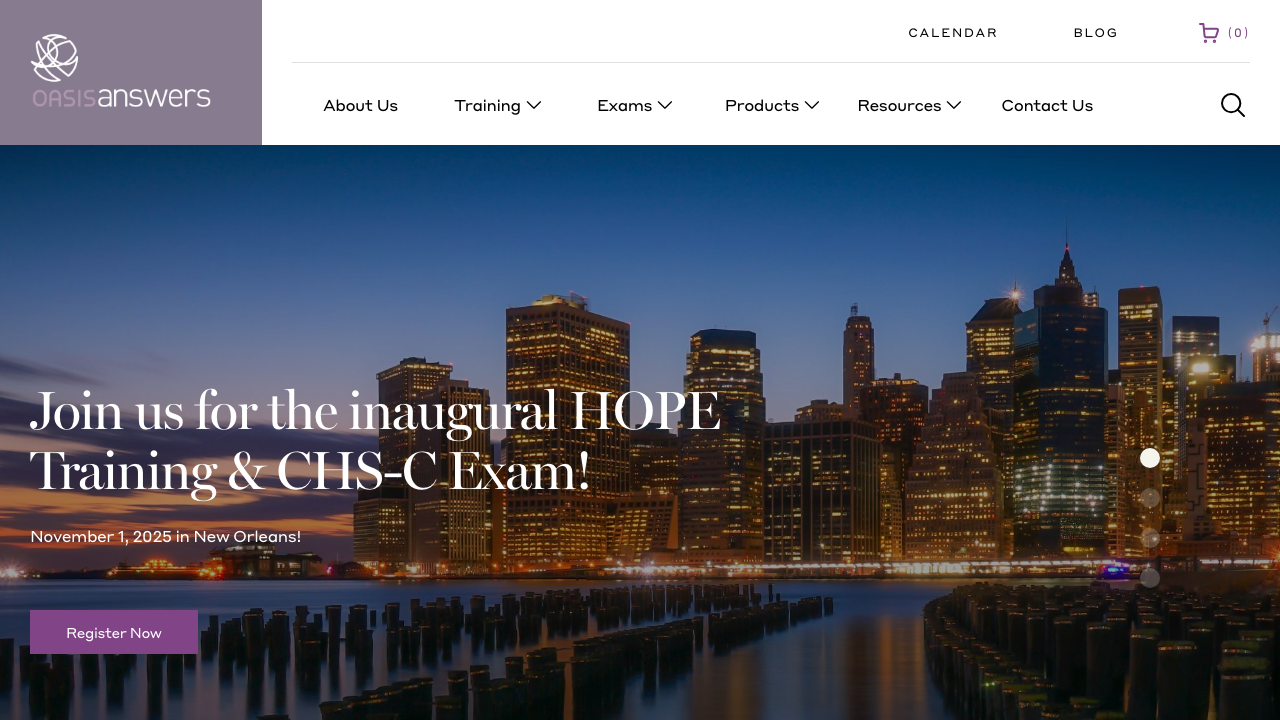 OASISanswers
CALENDAR
BLOG
(0)
About Us
Training
Exams
Products
Resources
Contact Us
Join us for the inaugural HOPE
Training & CHS-C Exam!
November 1, 2025 in New Orleans!
Register Now